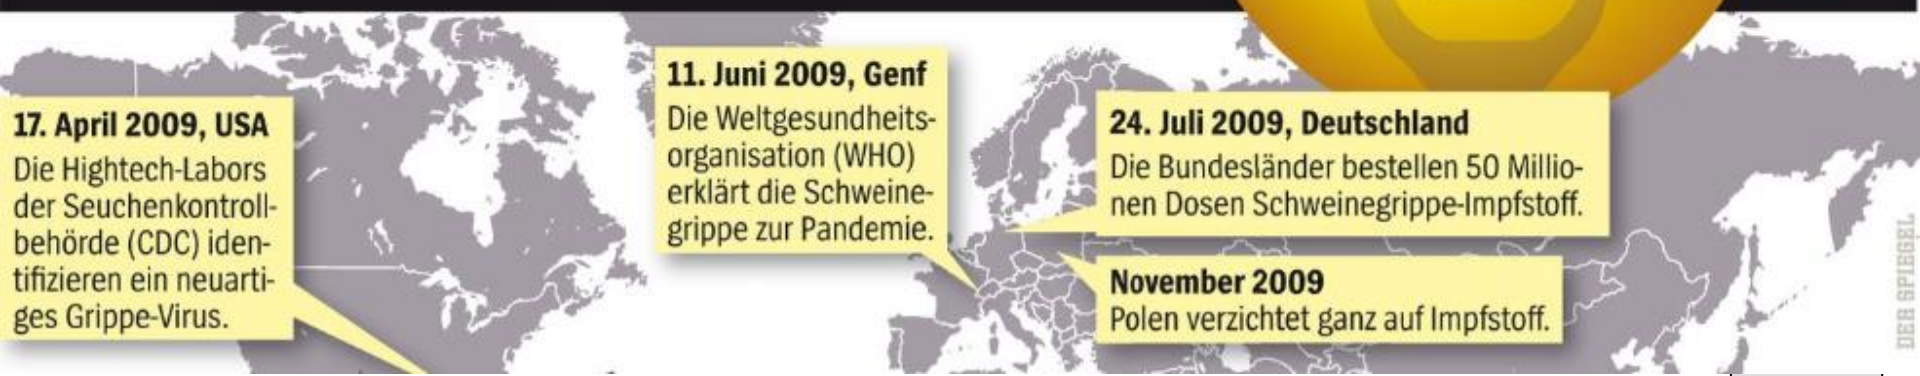 17. April 2009, USA
Die Hightech-Labors
der Seuchenkontroll-
behörde (CDC) iden-
tifizieren ein neuarti-
ges Grippe-Virus.
11. Juni 2009, Genf
Die Weltgesundheits-
organisation (WHO)
erklärt die Schweine-
grippe zur Pandemie.
24. Juli 2009, Deutschland
Die Bundesländer bestellen 50 Millio-
nen Dosen Schweinegrippe-Impfstoff.
November 2009
Polen verzichtet ganz auf Impfstoff.
DER SPIEGEL